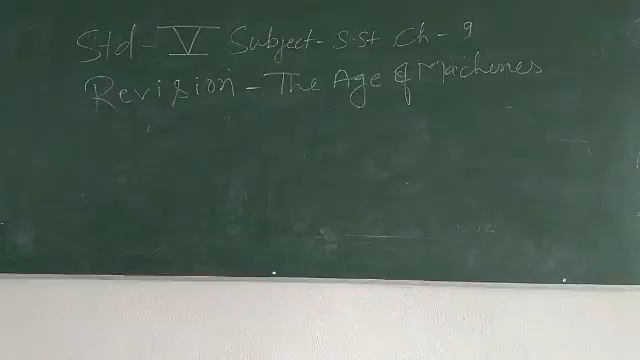 Std - V Subject - S.St Ch - 9
Revision - The Age of Machines